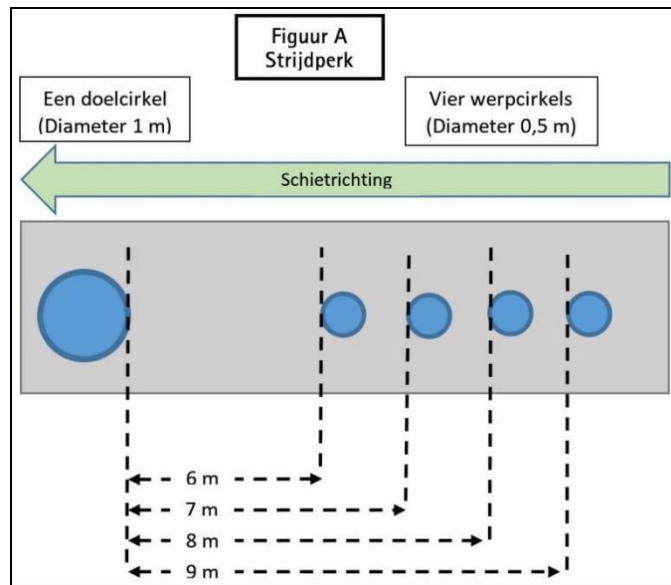 Figuur A
Strijdperk
Een doelcirkel
(Diameter 1 m)
Vier werpcirkels
(Diameter 0,5 m)
Schietrichting
6 m
7 m
8 m
9 m